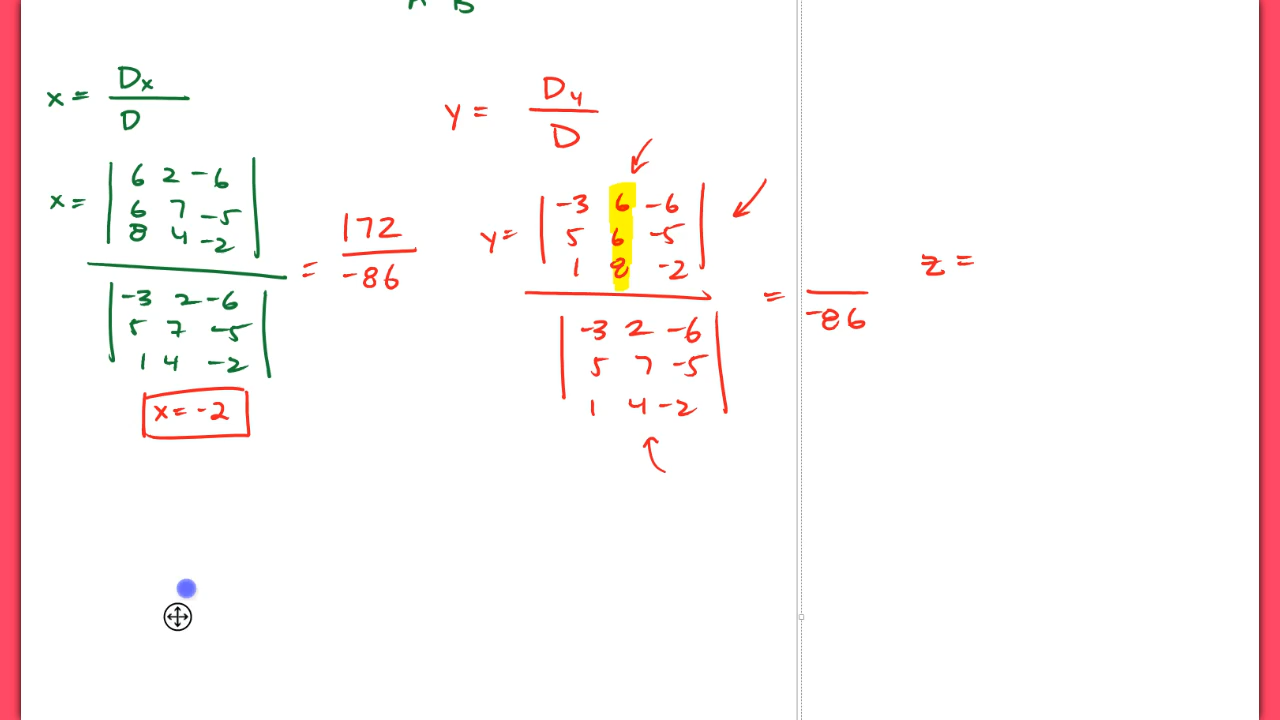 A B
x = Dx / D
x = | 6 2 -6 |
| 6 7 -5 |
| 8 4 -2 |
| -3 2 -6 |
| 5 7 -5 |
| 1 4 -2 |
= 172 / -86
x = -2
y = Dy / D
y = | -3 6 -6 |
| 5 6 -5 |
| 1 8 -2 |
| -3 2 -6 |
| 5 7 -5 |
| 1 4 -2 |
= / -86
z =